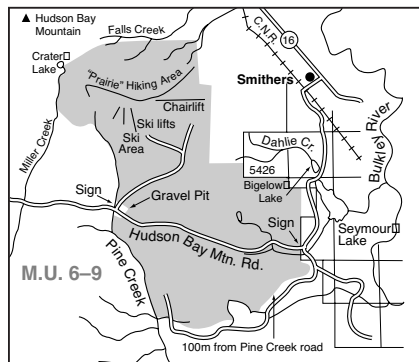 ▲ Hudson Bay
Mountain
Falls Creek
C.N.R.
16
Crater
Lake
"Prairie" Hiking Area
Smithers
Chairlift
Ski lifts
Ski
Area
Miller Creek
Dahlie Cr.
Bulkley River
5426
Bigelow
Lake
Sign
Gravel Pit
Sign
Seymour
Lake
Hudson Bay Mtn. Rd.
Pine Creek
M.U. 6–9
100m from Pine Creek road